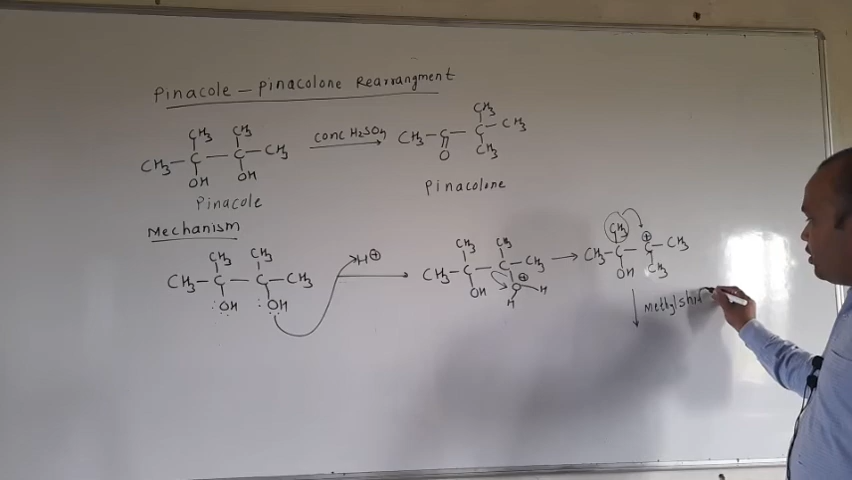 Pinacole – Pinacolone Rearrangment
CH3 CH3 CH3
CH3 – C – C – CH3 conc H2SO4 CH3 – C – C – CH3
OH OH O CH3
Pinacole Pinacolone
Mechanism
CH3 CH3 H⊕ CH3 CH3 CH3 ⊕
CH3 – C – C – CH3 CH3 – C – C – CH3 CH3 – C – C – CH3
:OH :OH OH O⊕ OH CH3
H H
Methyl shif